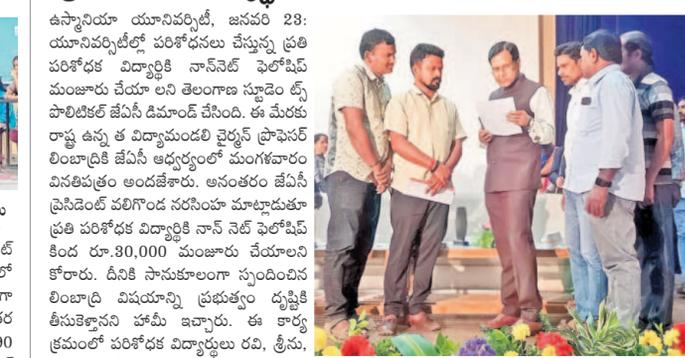 ఉస్మానియా యూనివర్సిటీ, జనవరి 23:
యూనివర్సిటీల్లో పరిశోధనలు చేస్తున్న ప్రతి
పరిశోధక విద్యార్థికి నాన్‌నెట్ ఫెలోషిప్
మంజూరు చేయా లని తెలంగాణ స్టూడెం ట్స్
పొలిటికల్ జేఏసీ డిమాండ్ చేసింది. ఈ మేరకు
రాష్ట్ర ఉన్న త విద్యామండలి చైర్మన్ ప్రొఫెసర్
లింబాద్రికి జేఏసీ ఆధ్వర్యంలో మంగళవారం
వినతిపత్రం అందజేశారు. అనంతరం జేఏసీ
ప్రెసిడెంట్ వలిగొండ నరసింహ మాట్లాడుతూ
ప్రతి పరిశోధక విద్యార్థికి నాన్ నెట్ ఫెలోషిప్
కింద రూ.30,000 మంజూరు చేయాలని
కోరారు. దీనికి సానుకూలంగా స్పందించిన
లింబాద్రి విషయాన్ని ప్రభుత్వం దృష్టికి
తీసుకెళ్తానని హామీ ఇచ్చారు. ఈ కార్య
క్రమంలో పరిశోధక విద్యార్థులు రవి, శ్రీను,